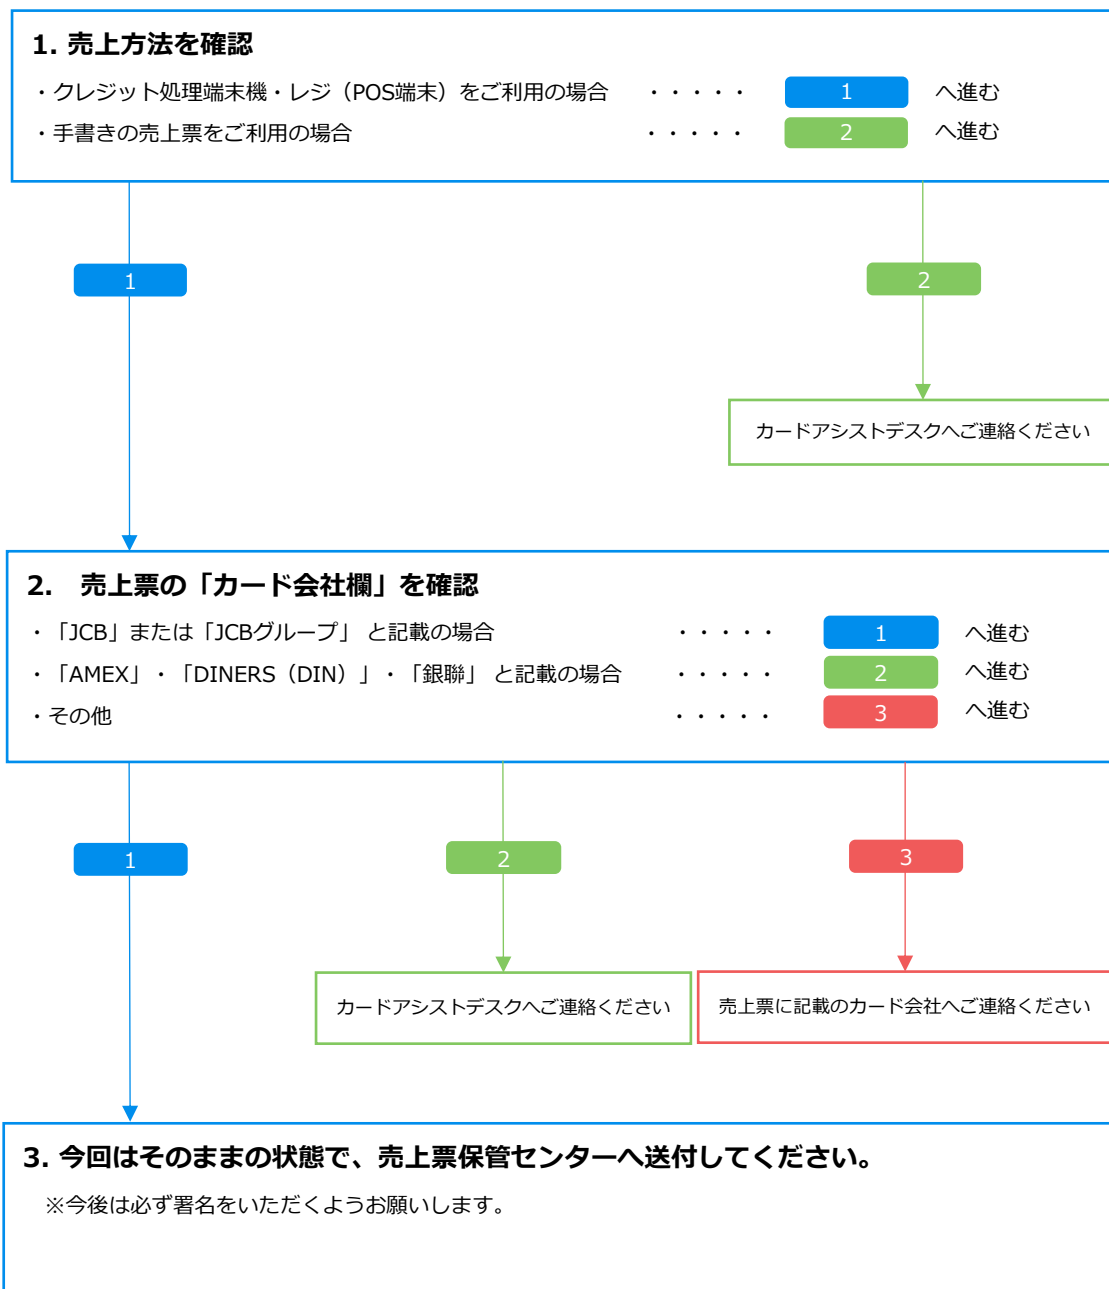 1. 売上方法を確認
・クレジット処理端末機・レジ（POS端末）をご利用の場合　・・・・・　1　へ進む
・手書きの売上票をご利用の場合　・・・・・　2　へ進む
1
2
カードアシストデスクへご連絡ください
2.　売上票の「カード会社欄」を確認
・「JCB」または「JCBグループ」 と記載の場合　・・・・・　1　へ進む
・「AMEX」・「DINERS（DIN）」・「銀聯」 と記載の場合　・・・・・　2　へ進む
・その他　・・・・・　3　へ進む
1
2
3
カードアシストデスクへご連絡ください
売上票に記載のカード会社へご連絡ください
3. 今回はそのままの状態で、売上票保管センターへ送付してください。
※今後は必ず署名をいただくようお願いします。